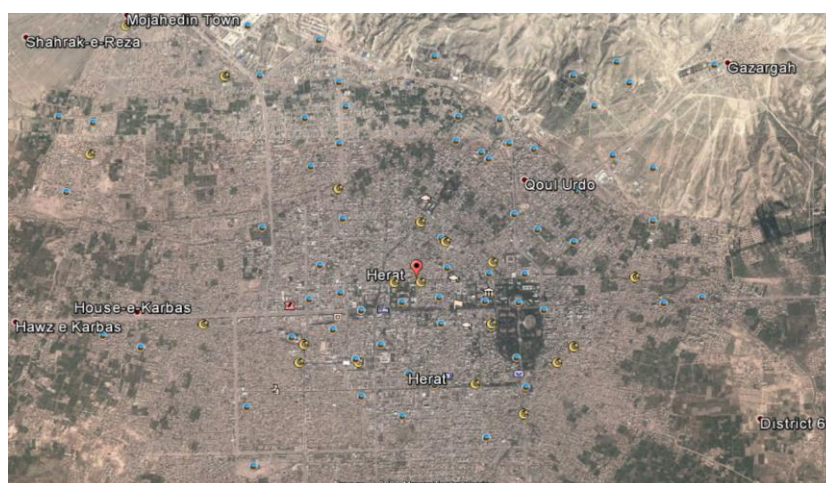 Mojahedin Town
Shahrak-e-Reza
Gazargah
Qoul Urdo
Herat
House-e-Karbas
Hawz e Karbas
Herat
District 6